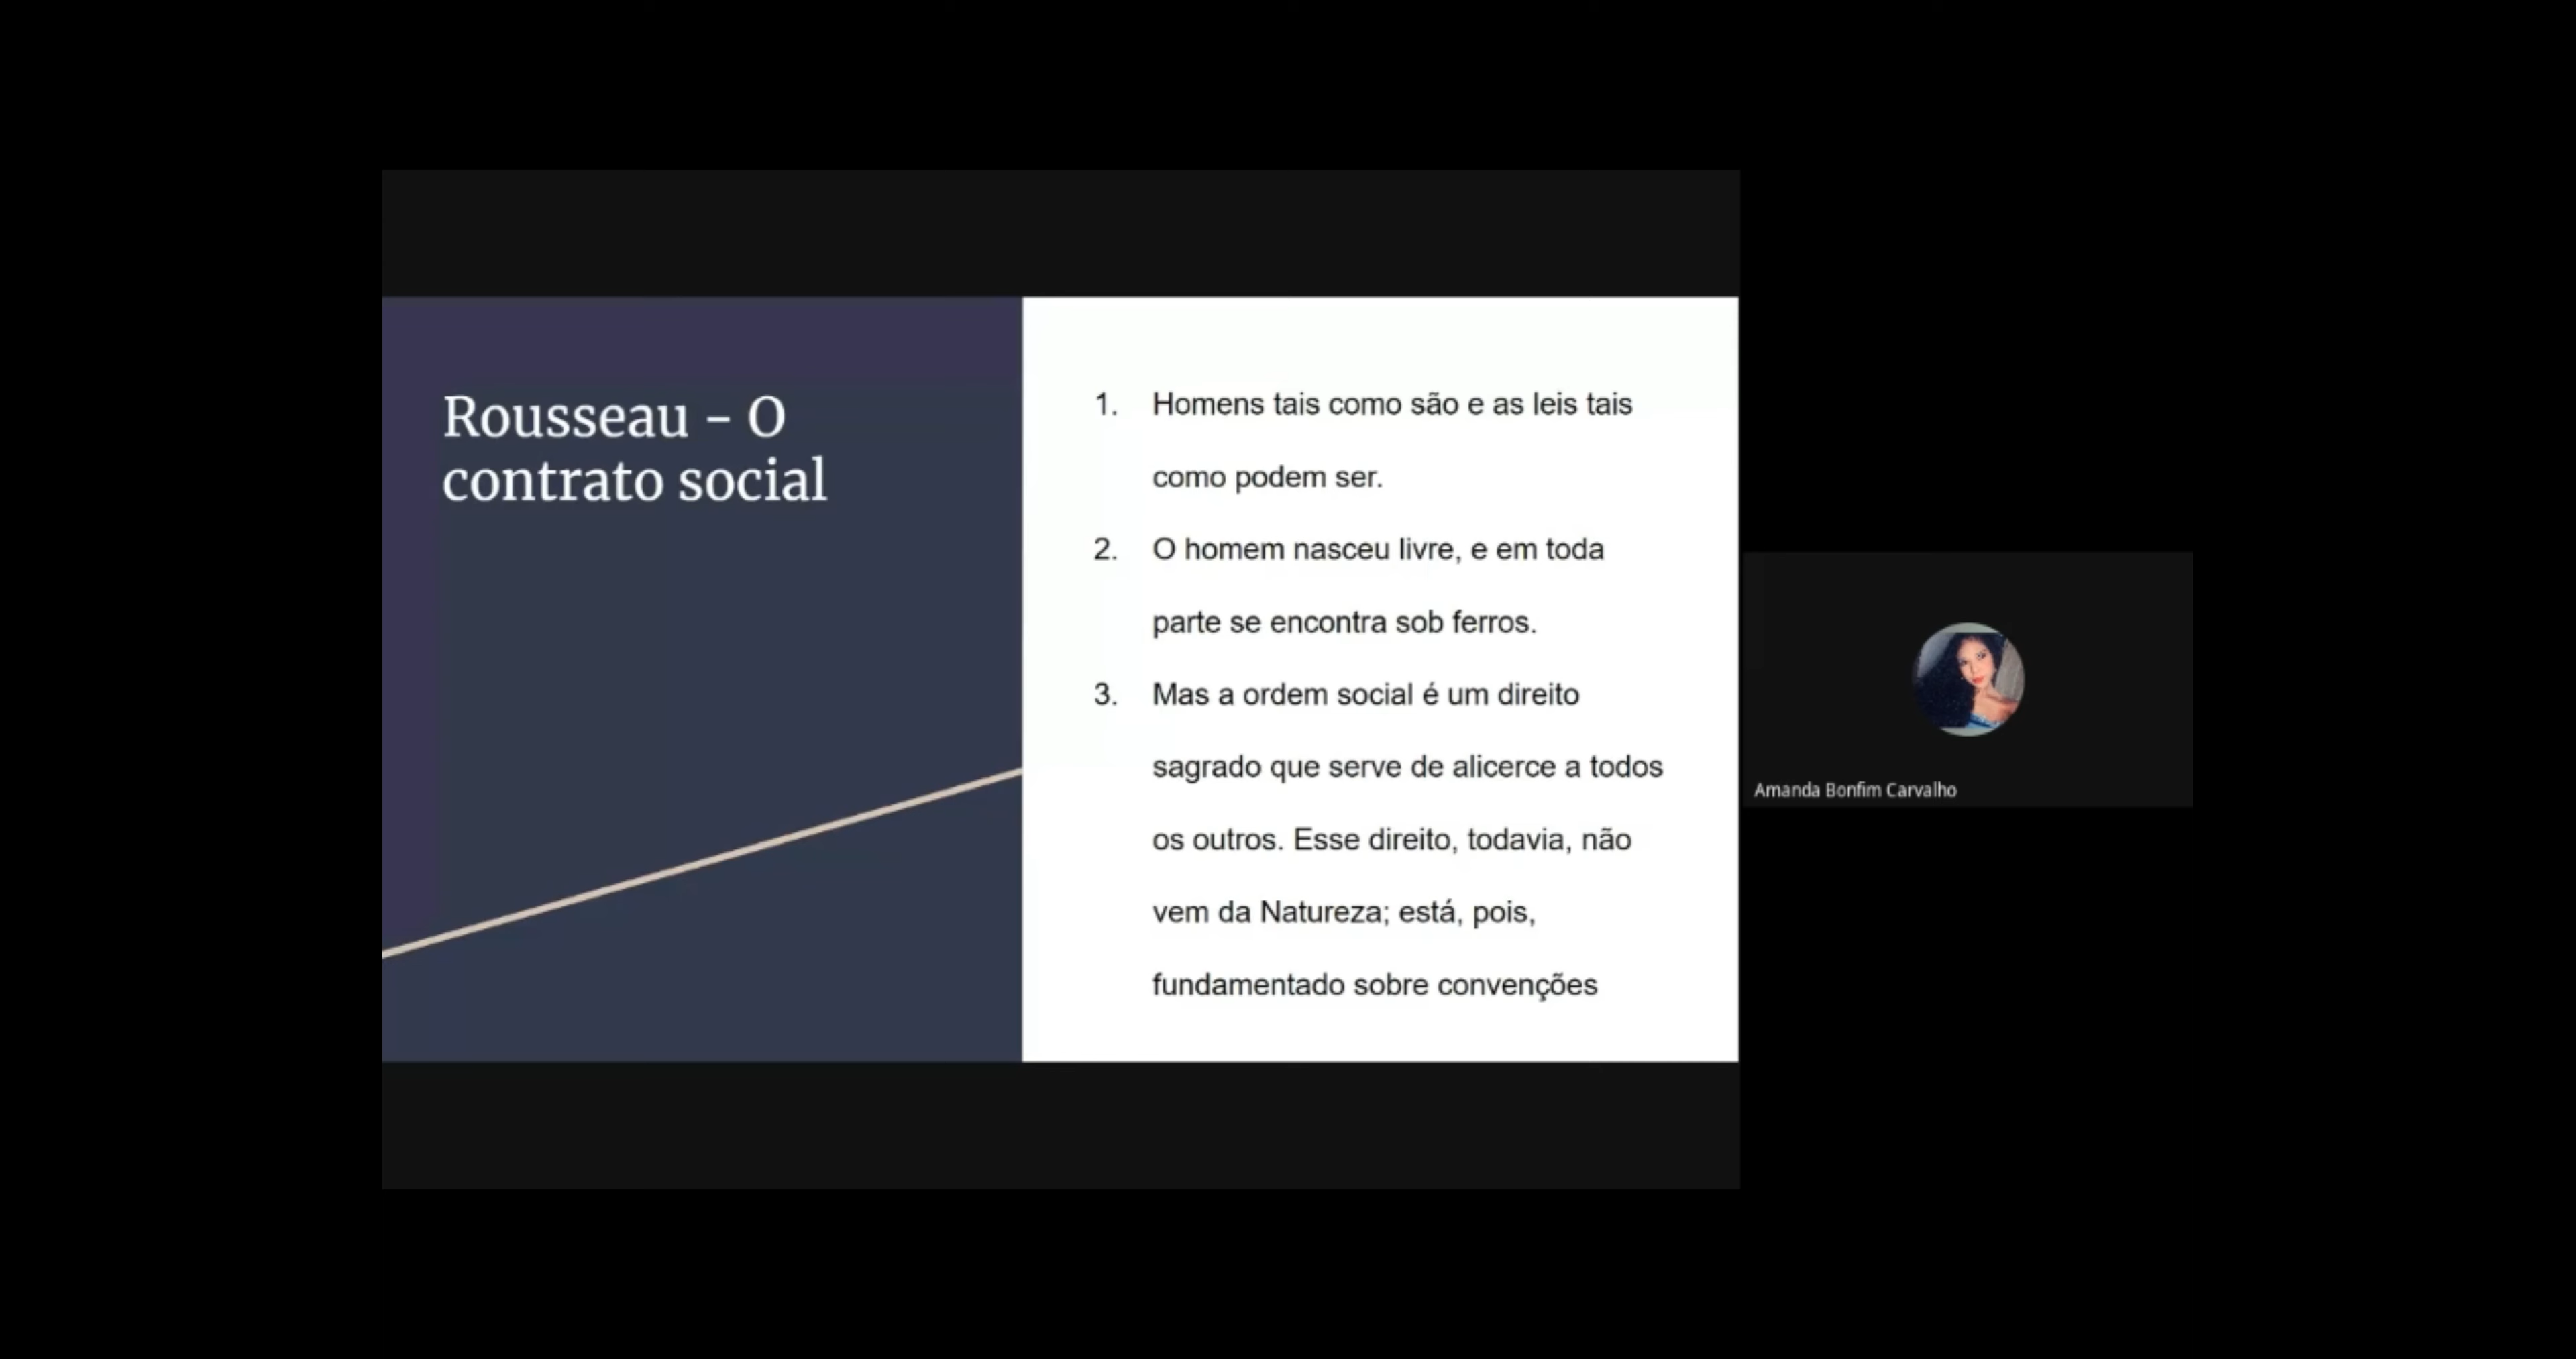 Rousseau - O
contrato social
1. Homens tais como são e as leis tais
como podem ser.
2. O homem nasceu livre, e em toda
parte se encontra sob ferros.
3. Mas a ordem social é um direito
sagrado que serve de alicerce a todos
os outros. Esse direito, todavia, não
vem da Natureza; está, pois,
fundamentado sobre convenções
Amanda Bonfim Carvalho